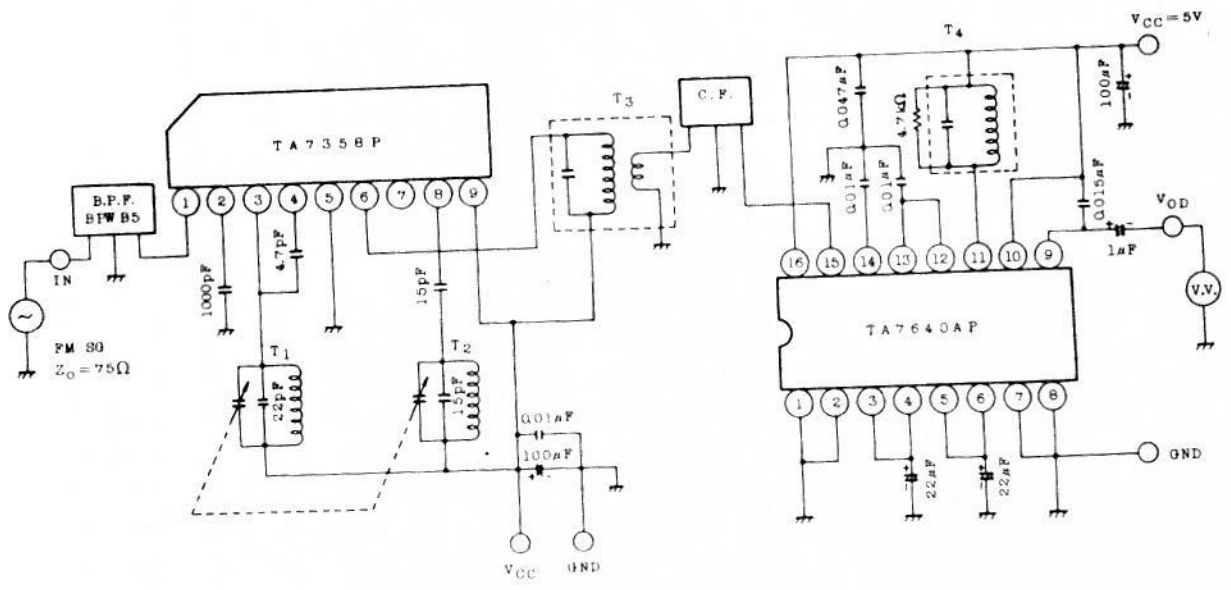 T4
VCC=5V
T3
C.F.
0.047µF
4.7kΩ
100µF
+
-
TA7358P
0.01µF
0.01µF
0.015µF
VOD
B.P.F.
BPW B5
1
2
3
4
5
6
7
8
9
+
-
1µF
16
15
14
13
12
11
10
9
IN
1000pF
4.7pF
15pF
V.V.
TA7640AP
FM SG
ZO=75Ω
T1
22pF
T2
15pF
1
2
3
4
5
6
7
8
0.01µF
100µF
+
-
-
+
22µF
-
+
22µF
GND
VCC
GND